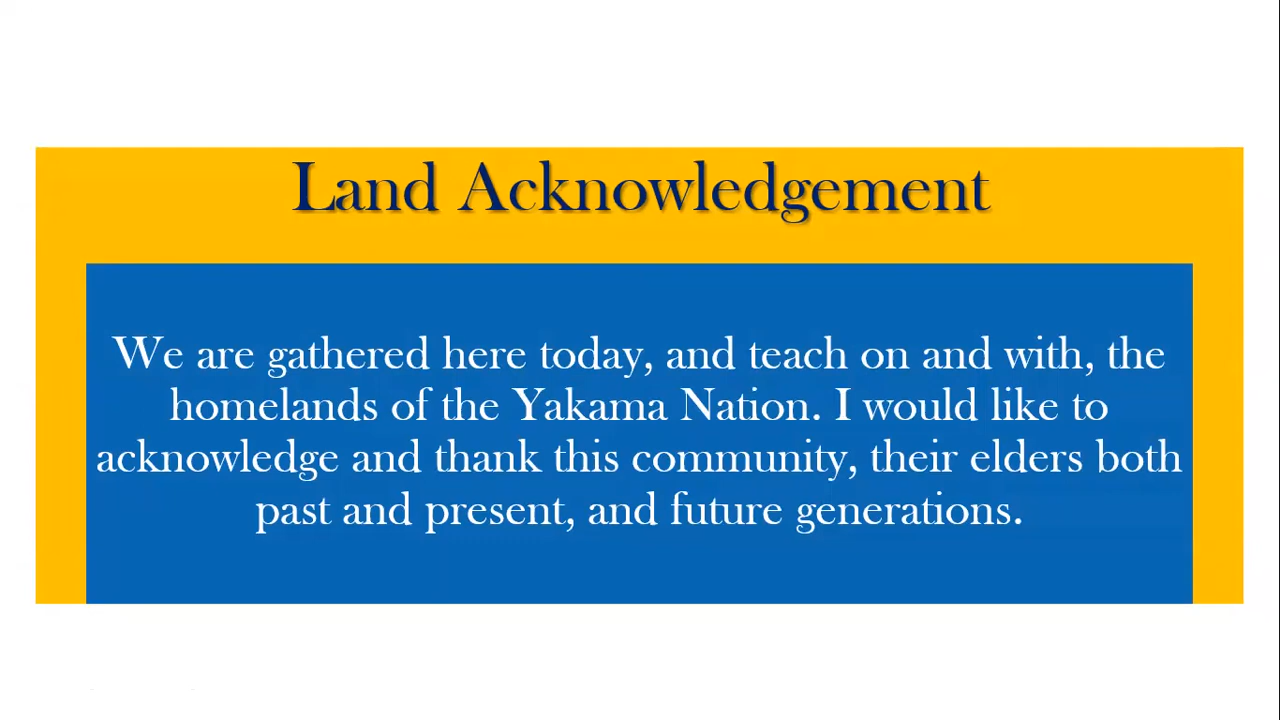 Land Acknowledgement
We are gathered here today, and teach on and with, the
homelands of the Yakama Nation. I would like to
acknowledge and thank this community, their elders both
past and present, and future generations.